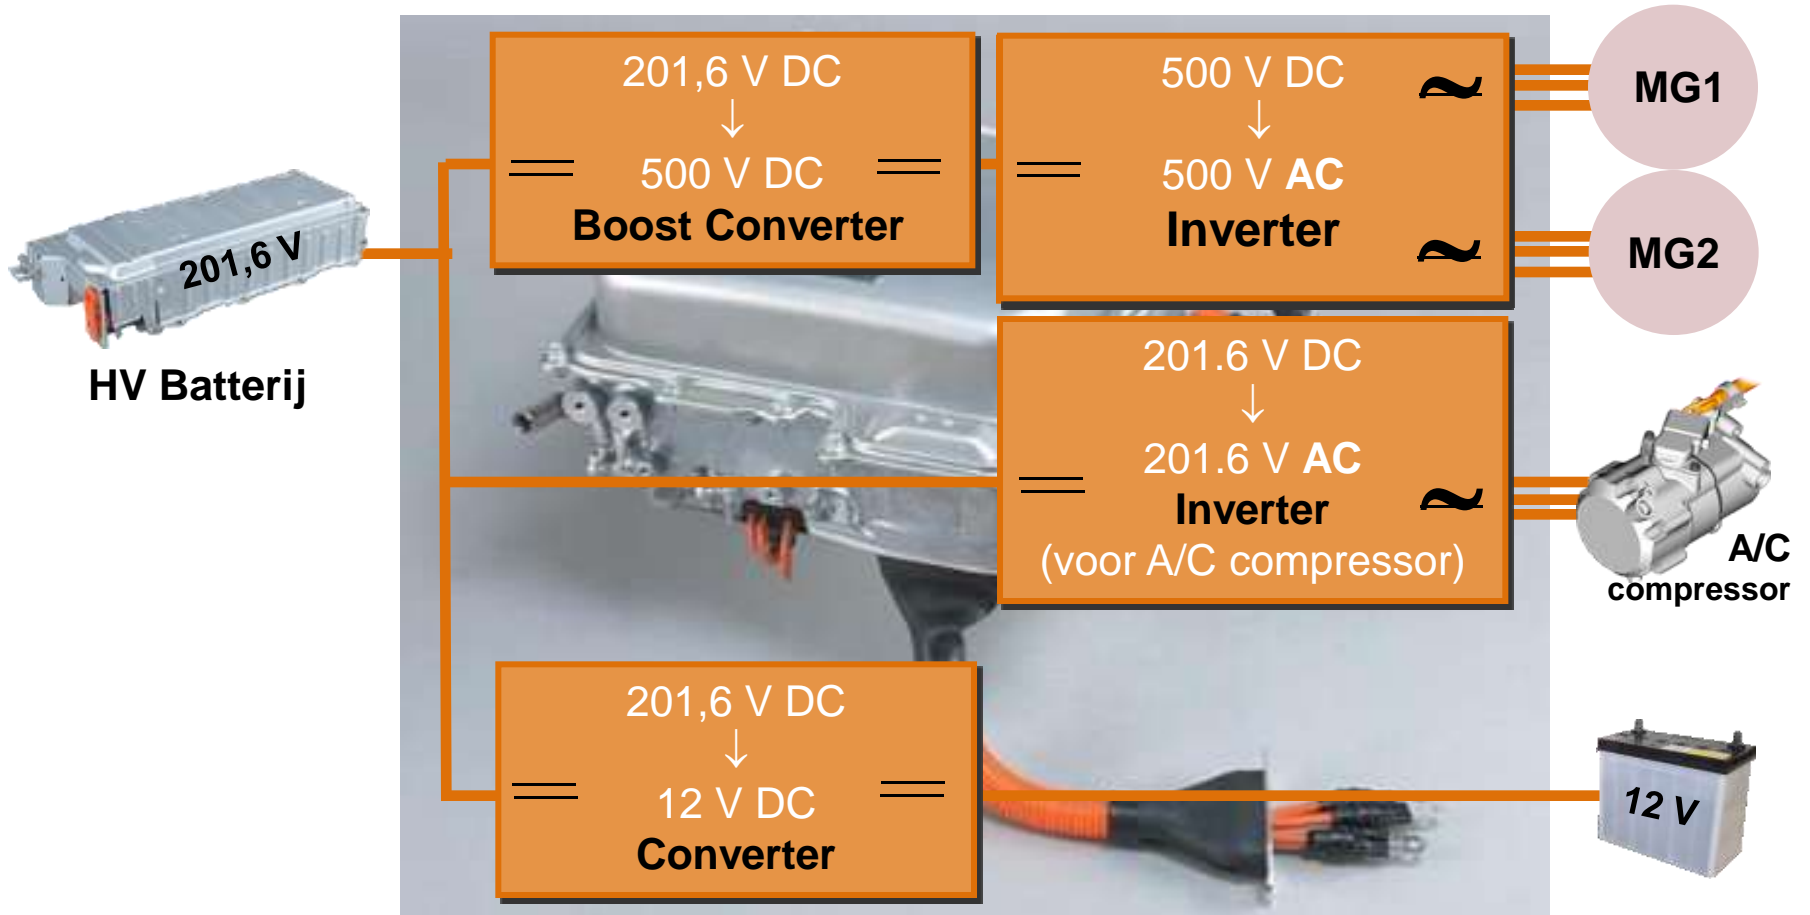 201,6 V
HV Batterij
201,6 V DC
↓
500 V DC
Boost Converter
500 V DC
↓
500 V AC
Inverter
MG1
MG2
201.6 V DC
↓
201.6 V AC
Inverter
(voor A/C compressor)
A/C
compressor
201,6 V DC
↓
12 V DC
Converter
12 V